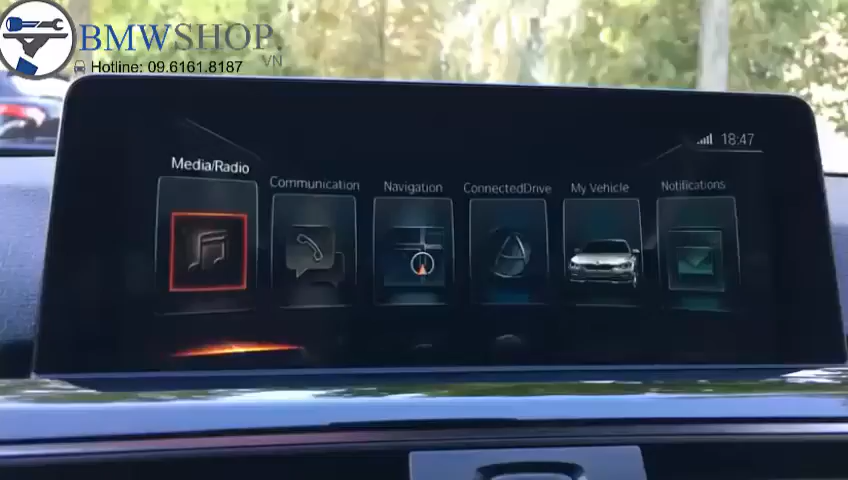 BMWSHOP.
VN
Hotline: 09.6161.8187
18:47
Media/Radio
Communication
Navigation
ConnectedDrive
My Vehicle
Notifications